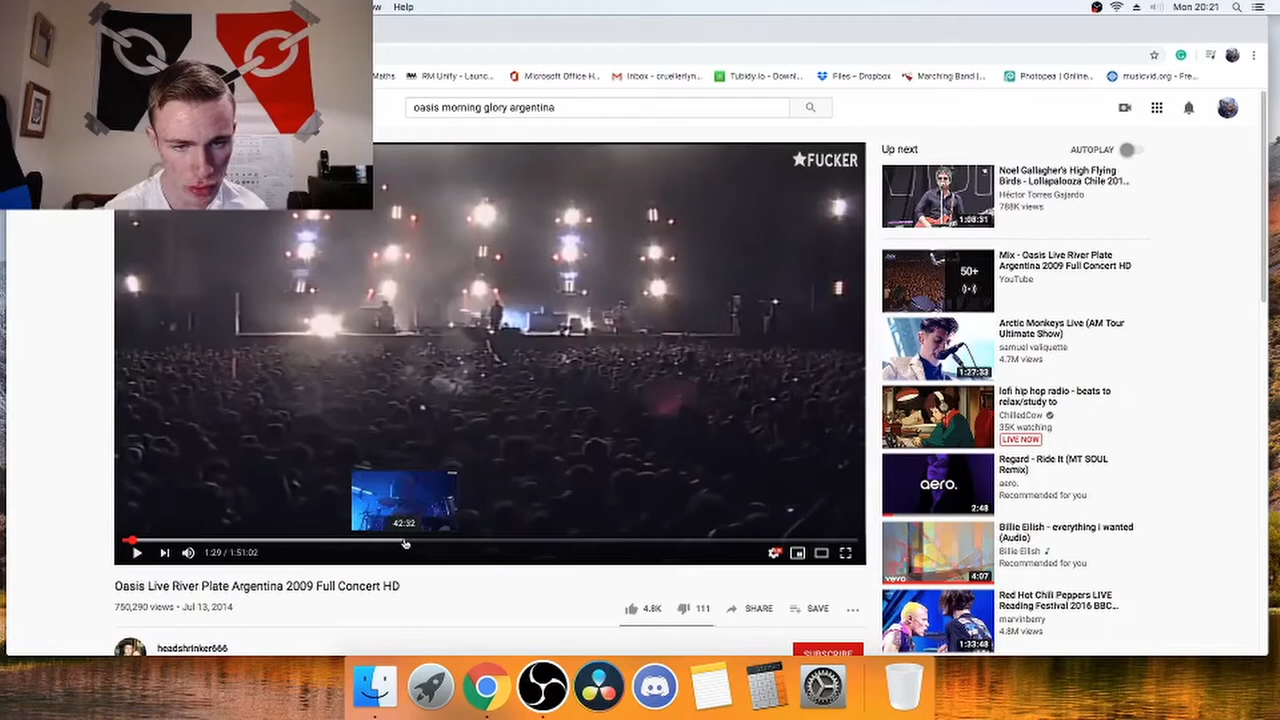 Help
Mon 20:21
Maths
RM Unity - Launc...
Microsoft Office H...
Inbox - cruellerlyn...
Tubidy.io - Downl...
Files - Dropbox
Marching Band |...
Photopea | Online...
musicvid.org - Fre...
oasis morning glory argentina
★FUCKER
Up next
AUTOPLAY
Noel Gallagher's High Flying
Birds - Lollapalooza Chile 201...
Héctor Torres Gajardo
788K views
1:08:31
50+
Mix - Oasis Live River Plate
Argentina 2009 Full Concert HD
YouTube
Arctic Monkeys Live (AM Tour
Ultimate Show)
samuel valiquette
4.7M views
1:27:33
lofi hip hop radio - beats to
relax/study to
ChilledCow
35K watching
LIVE NOW
Regard - Ride It (MT SOUL
Remix)
aero.
Recommended for you
aero.
2:48
Billie Eilish - everything i wanted
(Audio)
Billie Eilish
Recommended for you
vevo
4:07
Red Hot Chili Peppers LIVE
Reading Festival 2016 BBC...
marvinberry
4.8M views
1:33:48
42:32
1:29 / 1:51:02
Oasis Live River Plate Argentina 2009 Full Concert HD
750,290 views • Jul 13, 2014
4.8K
111
SHARE
SAVE
headshrinker666
SUBSCRIBE